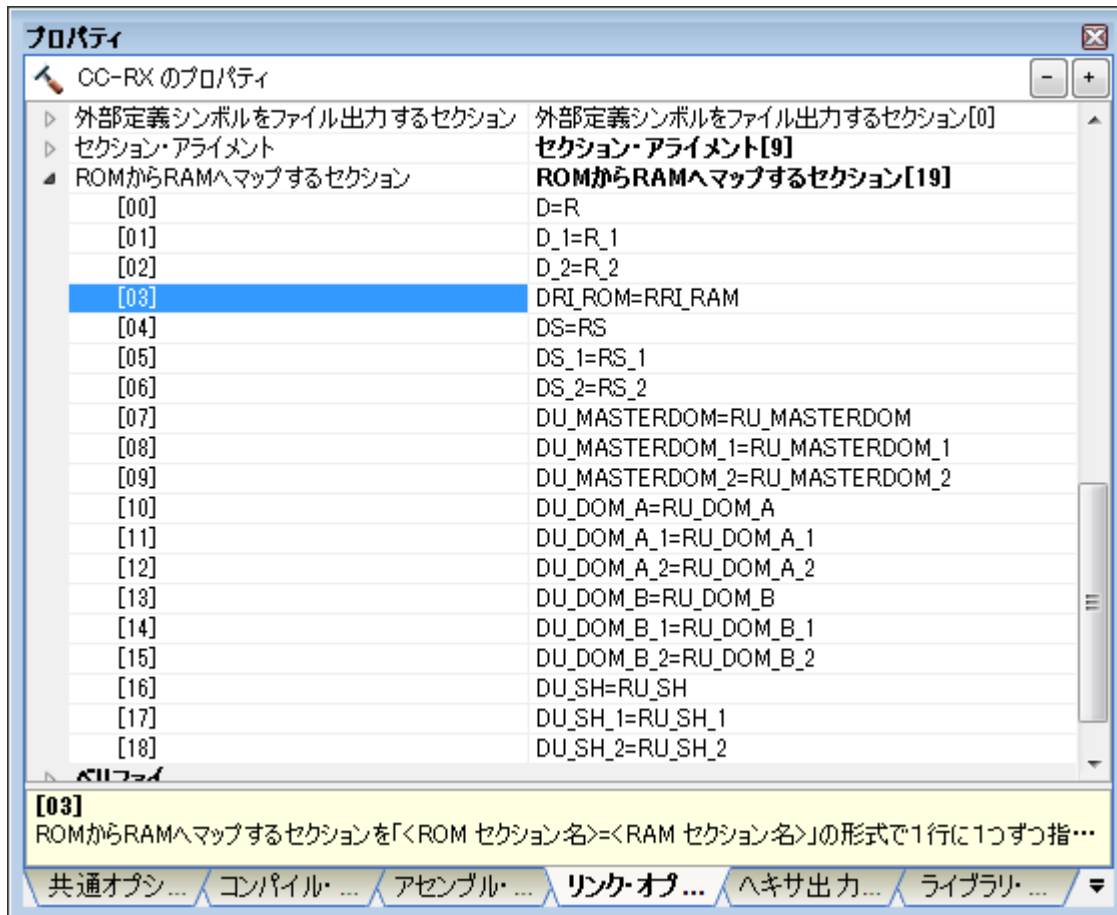 プロパティ
CC-RX のプロパティ
外部定義シンボルをファイル出力するセクション 外部定義シンボルをファイル出力するセクション[0]
セクション・アライメント セクション・アライメント[9]
ROMからRAMへマップするセクション ROMからRAMへマップするセクション[19]
[00] D=R
[01] D_1=R_1
[02] D_2=R_2
[03] DRI_ROM=RRI_RAM
[04] DS=RS
[05] DS_1=RS_1
[06] DS_2=RS_2
[07] DU_MASTERDOM=RU_MASTERDOM
[08] DU_MASTERDOM_1=RU_MASTERDOM_1
[09] DU_MASTERDOM_2=RU_MASTERDOM_2
[10] DU_DOM_A=RU_DOM_A
[11] DU_DOM_A_1=RU_DOM_A_1
[12] DU_DOM_A_2=RU_DOM_A_2
[13] DU_DOM_B=RU_DOM_B
[14] DU_DOM_B_1=RU_DOM_B_1
[15] DU_DOM_B_2=RU_DOM_B_2
[16] DU_SH=RU_SH
[17] DU_SH_1=RU_SH_1
[18] DU_SH_2=RU_SH_2
ベリファイ
[03]
ROMからRAMへマップするセクションを「<ROM セクション名>=<RAM セクション名>」の形式で1行に1つずつ指…
共通オプシ... コンパイル・ ... アセンブル・ ... リンク・オプ ... ヘキサ出力... ライブラリ・ ...